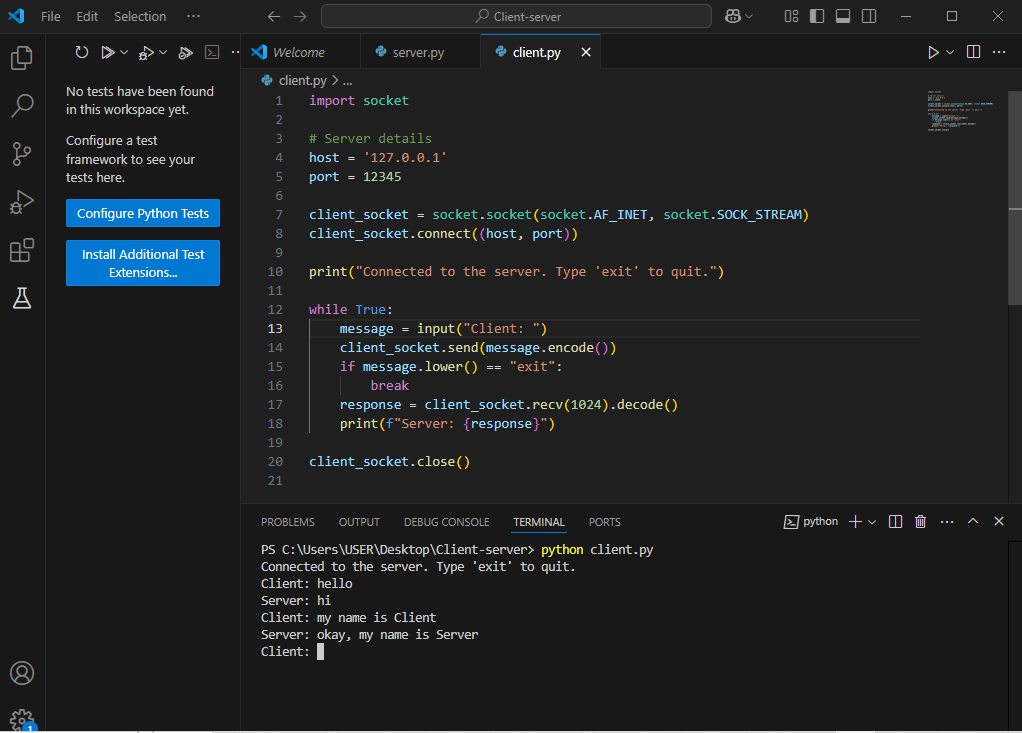 File Edit Selection ··· Client-server
Welcome server.py client.py
No tests have been found
in this workspace yet.
Configure a test
framework to see your
tests here.
Configure Python Tests
Install Additional Test
Extensions...
client.py > ...
1 import socket
2
3 # Server details
4 host = '127.0.0.1'
5 port = 12345
6
7 client_socket = socket.socket(socket.AF_INET, socket.SOCK_STREAM)
8 client_socket.connect((host, port))
9
10 print("Connected to the server. Type 'exit' to quit.")
11
12 while True:
13     message = input("Client: ")
14     client_socket.send(message.encode())
15     if message.lower() == "exit":
16         break
17     response = client_socket.recv(1024).decode()
18     print(f"Server: {response}")
19
20 client_socket.close()
21
PROBLEMS OUTPUT DEBUG CONSOLE TERMINAL PORTS python
PS C:\Users\USER\Desktop\Client-server> python client.py
Connected to the server. Type 'exit' to quit.
Client: hello
Server: hi
Client: my name is Client
Server: okay, my name is Server
Client:
1